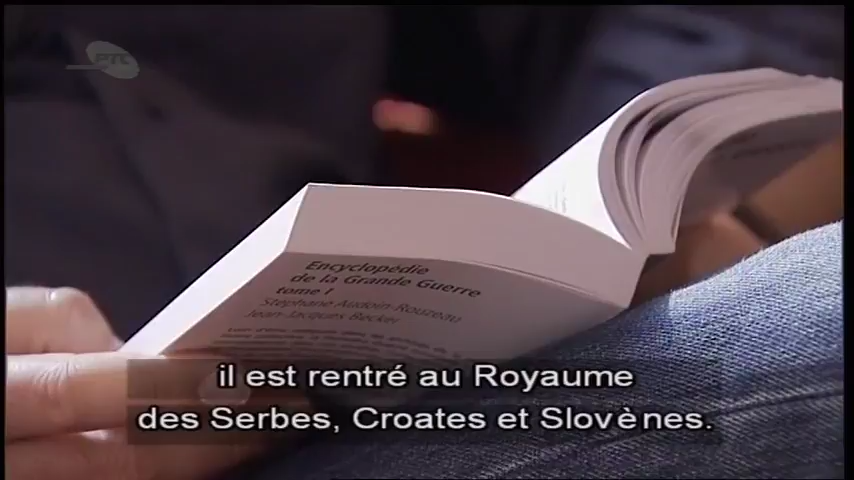 РТС
Encyclopédie
de la Grande Guerre
tome I
Stéphane Audoin-Rouzeau
Jean-Jacques Becker
il est rentré au Royaume
des Serbes, Croates et Slovènes.